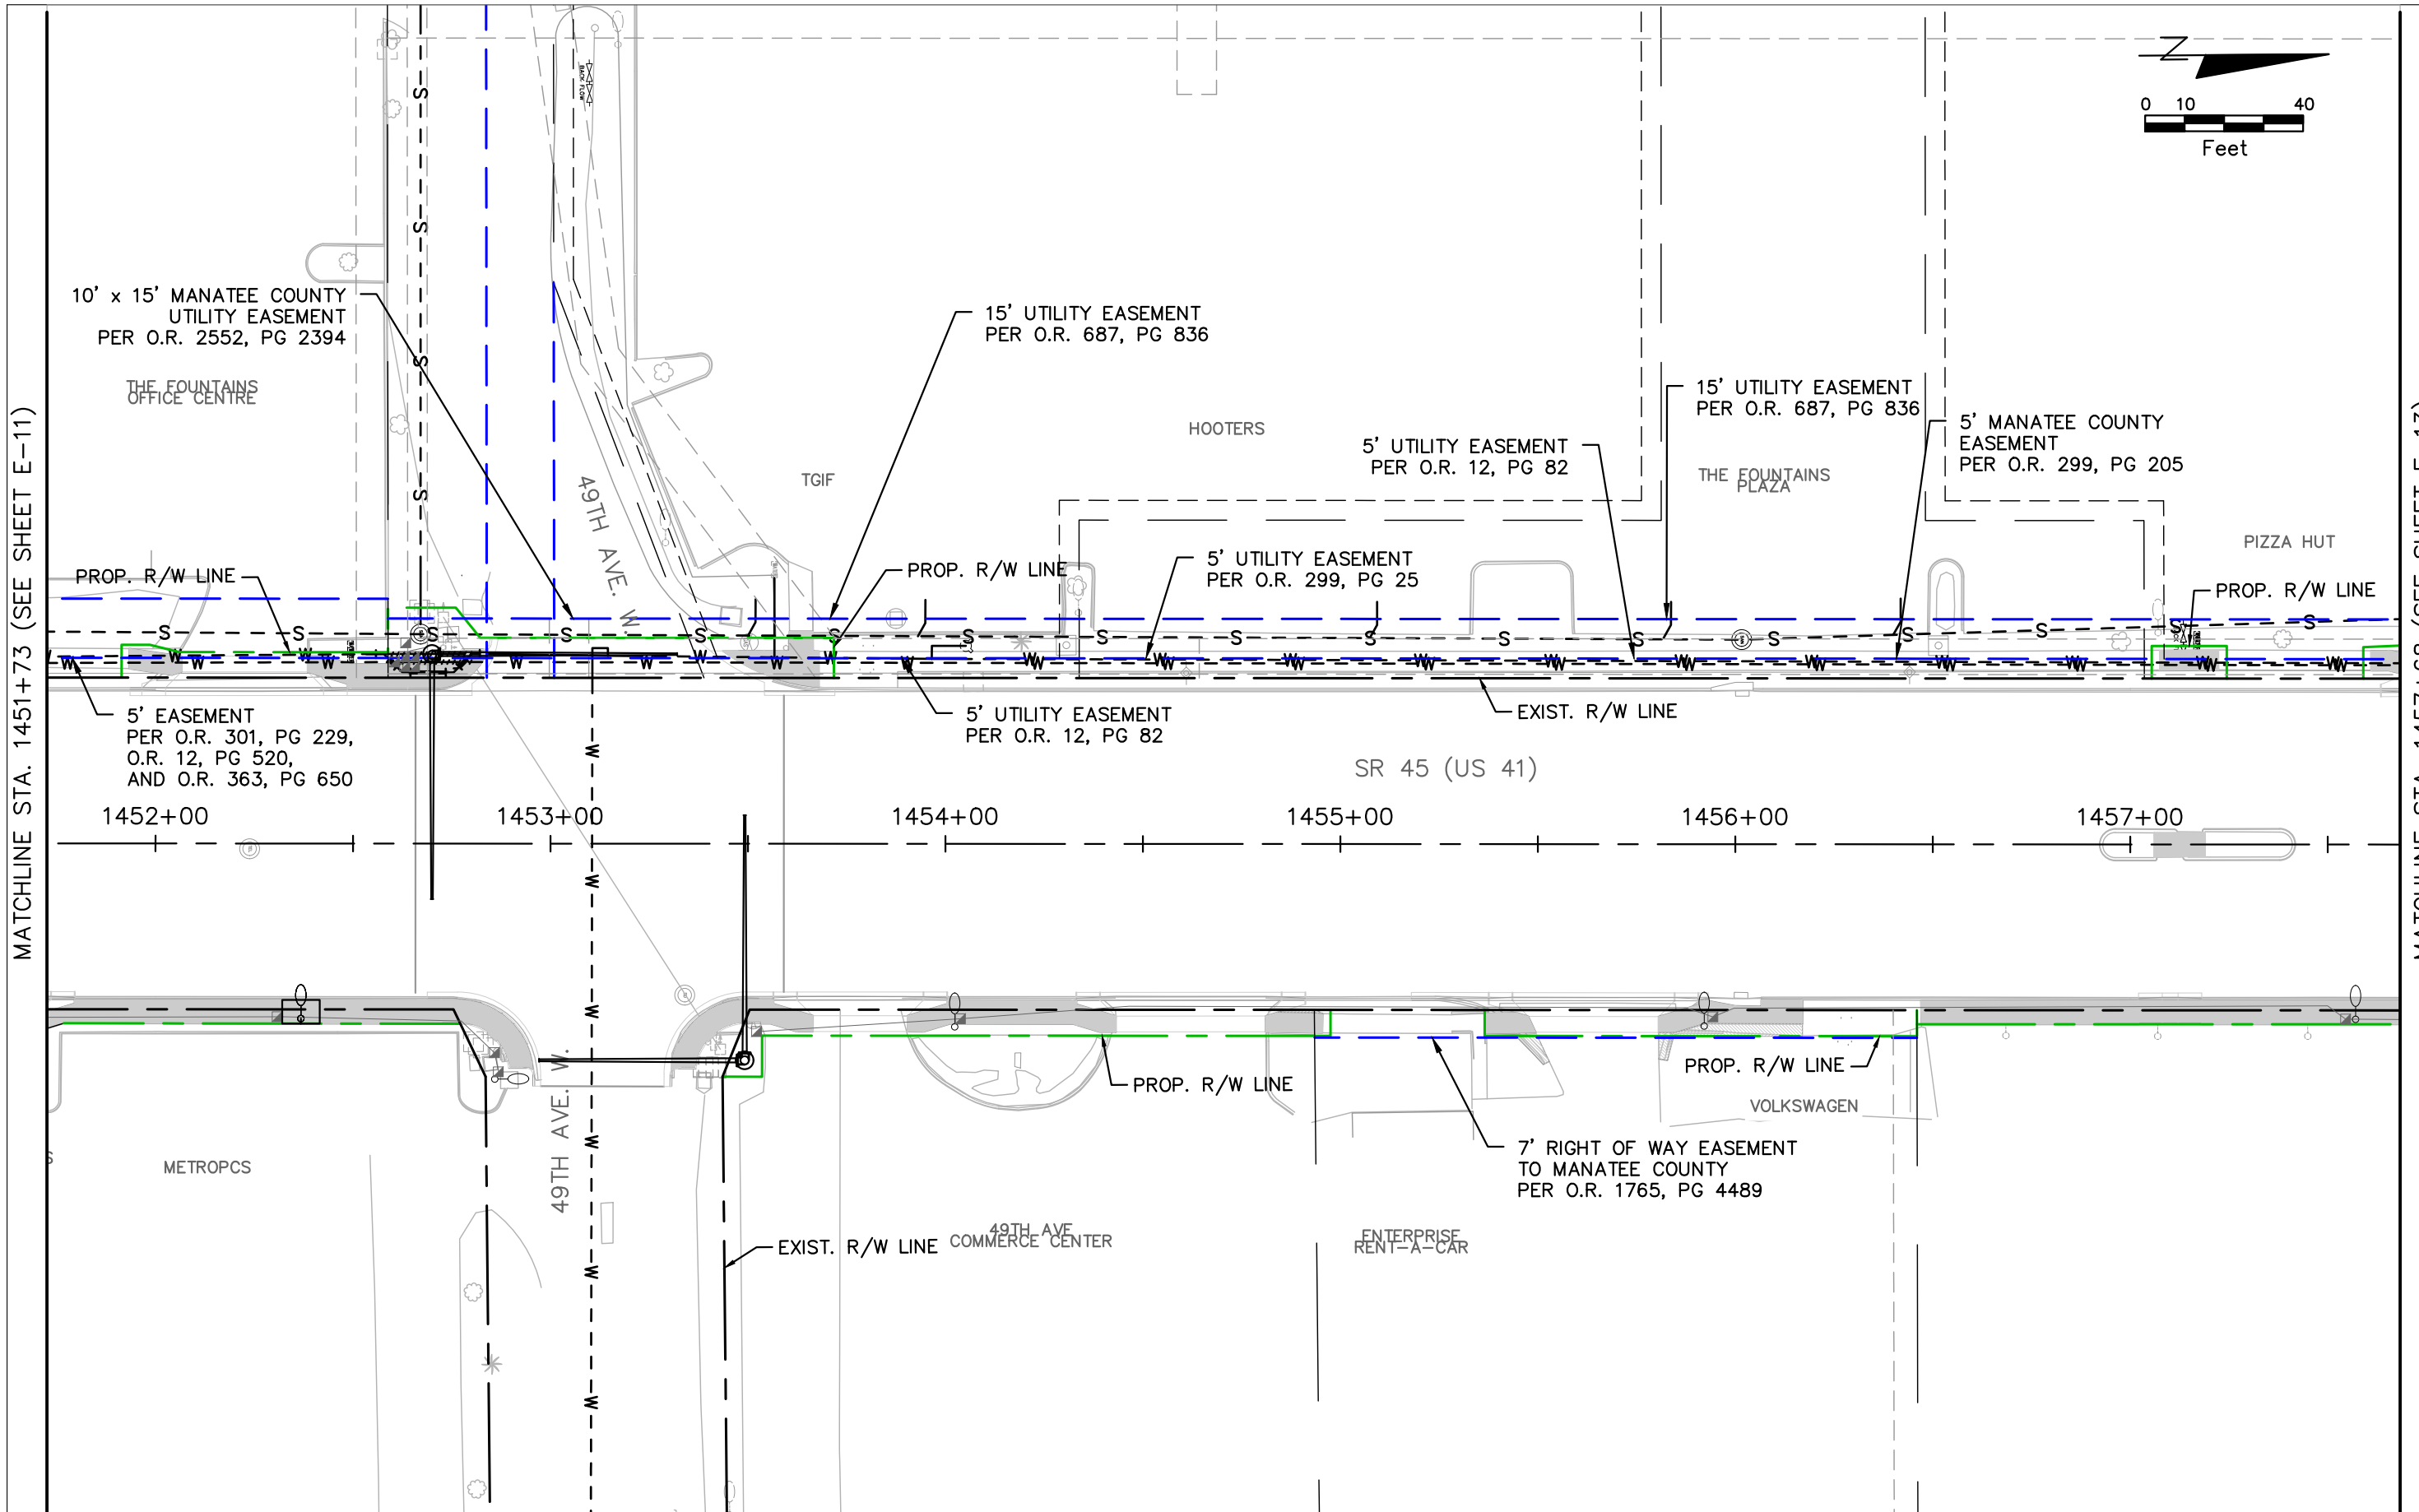 MATCHLINE STA. 1451+73 (SEE SHEET E-11)
N
0 10 40
Feet
BACK FLOW
10' x 15' MANATEE COUNTY
UTILITY EASEMENT
PER O.R. 2552, PG 2394
THE FOUNTAINS
OFFICE CENTRE
15' UTILITY EASEMENT
PER O.R. 687, PG 836
HOOTERS
TGIF
49TH AVE. W.
5' UTILITY EASEMENT
PER O.R. 12, PG 82
15' UTILITY EASEMENT
PER O.R. 687, PG 836
THE FOUNTAINS
PLAZA
5' MANATEE COUNTY
EASEMENT
PER O.R. 299, PG 205
PIZZA HUT
PROP. R/W LINE
PROP. R/W LINE
5' UTILITY EASEMENT
PER O.R. 299, PG 25
PROP. R/W LINE
5' EASEMENT
PER O.R. 301, PG 229,
O.R. 12, PG 520,
AND O.R. 363, PG 650
5' UTILITY EASEMENT
PER O.R. 12, PG 82
EXIST. R/W LINE
SR 45 (US 41)
1452+00 1453+00 1454+00 1455+00 1456+00 1457+00
49TH AVE. W.
PROP. R/W LINE
PROP. R/W LINE
VOLKSWAGEN
METROPCS
7' RIGHT OF WAY EASEMENT
TO MANATEE COUNTY
PER O.R. 1765, PG 4489
EXIST. R/W LINE
49TH AVE
COMMERCE CENTER
ENTERPRISE
RENT-A-CAR